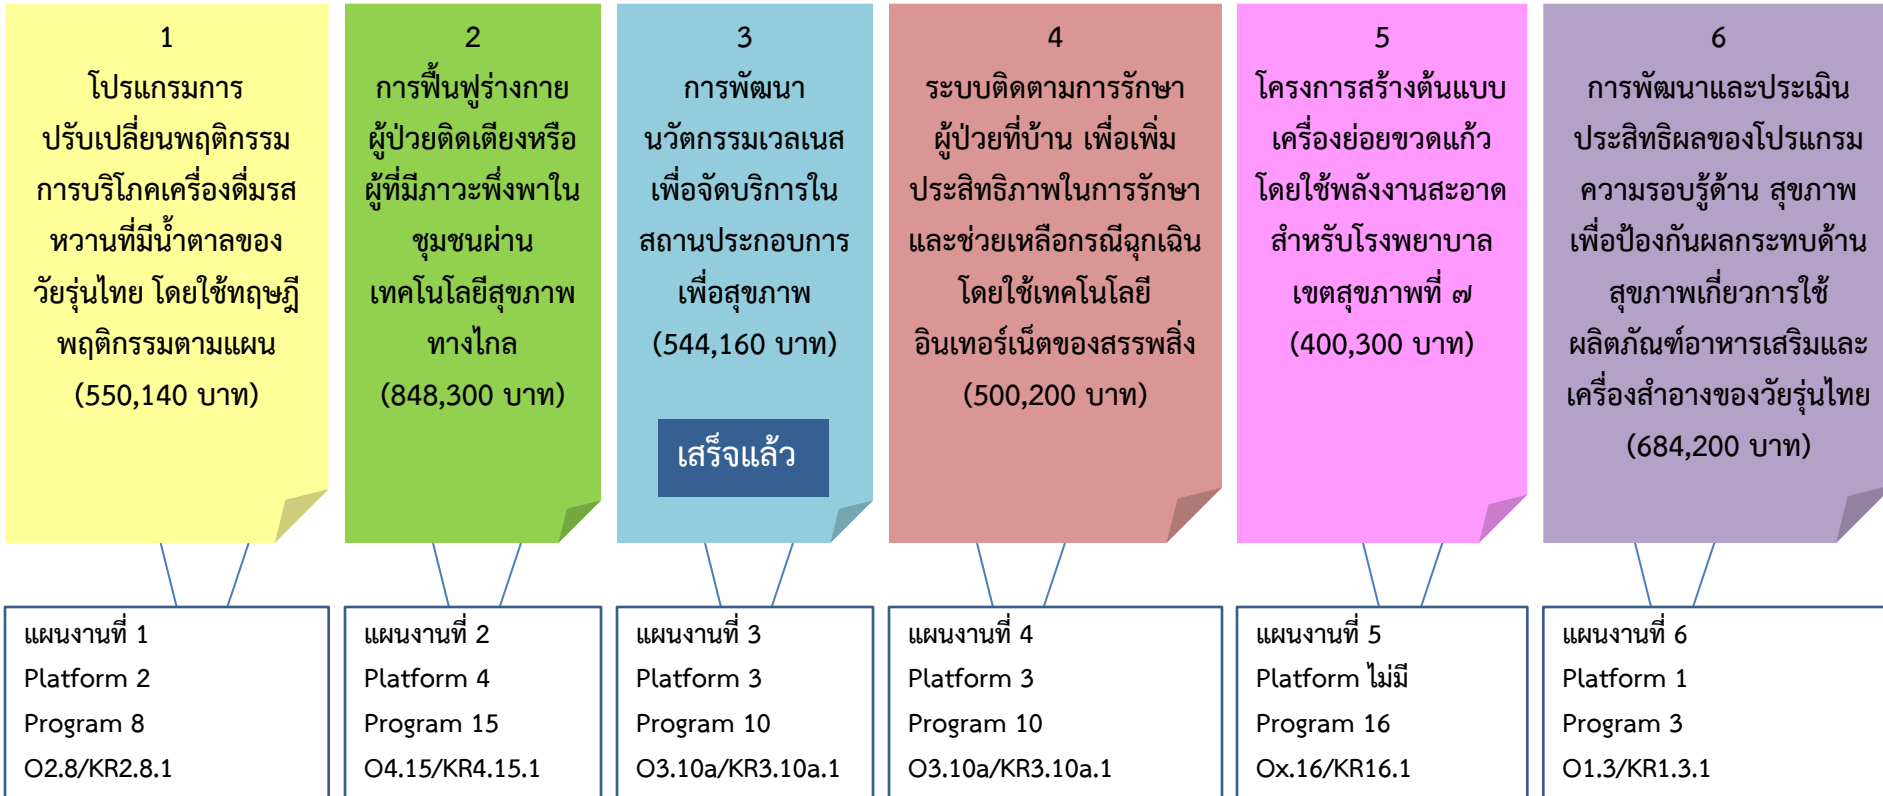 1
โปรแกรมการ
ปรับเปลี่ยนพฤติกรรม
การบริโภคเครื่องดื่มรส
หวานที่มีน้ำตาลของ
วัยรุ่นไทย โดยใช้ทฤษฎี
พฤติกรรมตามแผน
(550,140 บาท)
2
การฟื้นฟูร่างกาย
ผู้ป่วยติดเตียงหรือ
ผู้ที่มีภาวะพึ่งพาใน
ชุมชนผ่าน
เทคโนโลยีสุขภาพ
ทางไกล
(848,300 บาท)
3
การพัฒนา
นวัตกรรมเวลเนส
เพื่อจัดบริการใน
สถานประกอบการ
เพื่อสุขภาพ
(544,160 บาท)
เสร็จแล้ว
4
ระบบติดตามการรักษา
ผู้ป่วยที่บ้าน เพื่อเพิ่ม
ประสิทธิภาพในการรักษา
และช่วยเหลือกรณีฉุกเฉิน
โดยใช้เทคโนโลยี
อินเทอร์เน็ตของสรรพสิ่ง
(500,200 บาท)
5
โครงการสร้างต้นแบบ
เครื่องย่อยขวดแก้ว
โดยใช้พลังงานสะอาด
สำหรับโรงพยาบาล
เขตสุขภาพที่ ๗
(400,300 บาท)
6
การพัฒนาและประเมิน
ประสิทธิผลของโปรแกรม
ความรอบรู้ด้าน สุขภาพ
เพื่อป้องกันผลกระทบด้าน
สุขภาพเกี่ยวการใช้
ผลิตภัณฑ์อาหารเสริมและ
เครื่องสำอางของวัยรุ่นไทย
(684,200 บาท)
แผนงานที่ 1
Platform 2
Program 8
O2.8/KR2.8.1
แผนงานที่ 2
Platform 4
Program 15
O4.15/KR4.15.1
แผนงานที่ 3
Platform 3
Program 10
O3.10a/KR3.10a.1
แผนงานที่ 4
Platform 3
Program 10
O3.10a/KR3.10a.1
แผนงานที่ 5
Platform ไม่มี
Program 16
Ox.16/KR16.1
แผนงานที่ 6
Platform 1
Program 3
O1.3/KR1.3.1